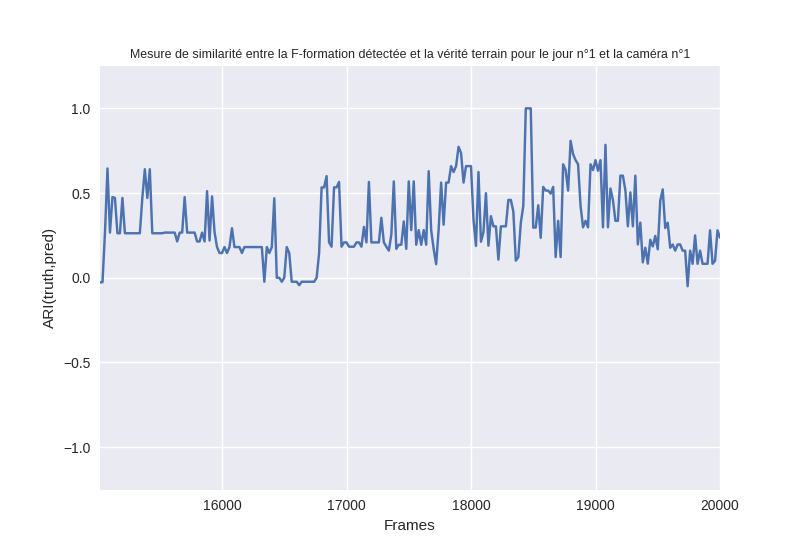 Mesure de similarité entre la F-formation détectée et la vérité terrain pour le jour n°1 et la caméra n°1
1.0
0.5
0.0
−0.5
−1.0
ARI(truth,pred)
16000 17000 18000 19000 20000
Frames